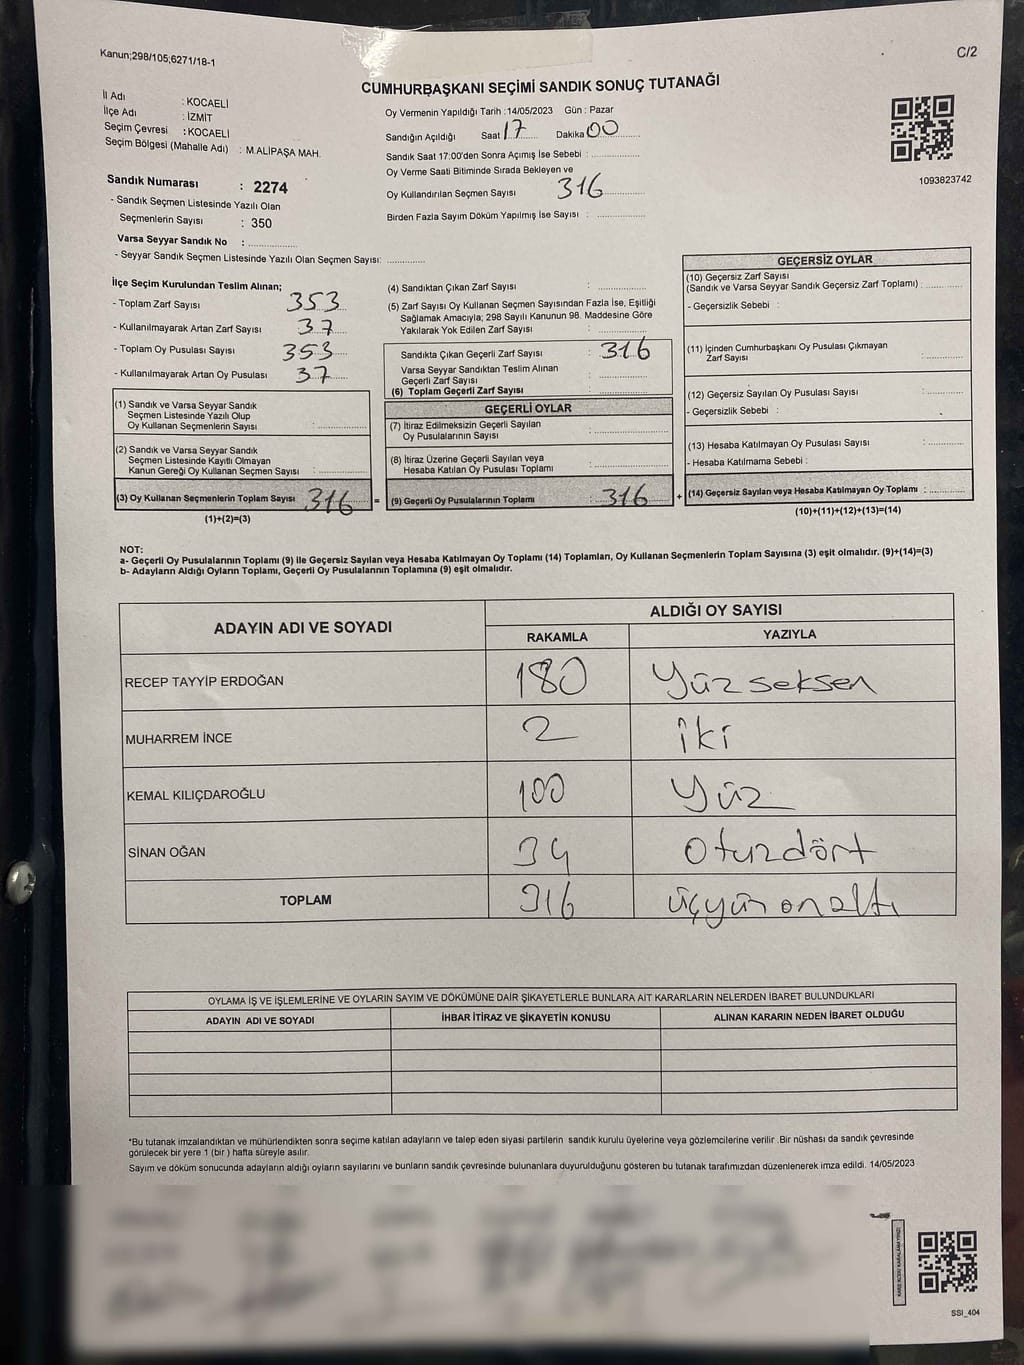 Kanun;298/105;6271/18-1
C/2
CUMHURBAŞKANI SEÇİMİ SANDIK SONUÇ TUTANAĞI
İl Adı : KOCAELİ
İlçe Adı : İZMİT
Seçim Çevresi : KOCAELİ
Seçim Bölgesi (Mahalle Adı) : M.ALİPAŞA MAH.
Oy Vermenin Yapıldığı Tarih :14/05/2023 Gün : Pazar
Sandığın Açıldığı Saat 17 Dakika 00
Sandık Saat 17:00'den Sonra Açımış İse Sebebi :
Oy Verme Saati Bitiminde Sırada Bekleyen ve
Oy Kullandırılan Seçmen Sayısı 316
Birden Fazla Sayım Döküm Yapılmış İse Sayısı :
1093823742
Sandık Numarası : 2274
- Sandık Seçmen Listesinde Yazılı Olan
Seçmenlerin Sayısı : 350
Varsa Seyyar Sandık No :
- Seyyar Sandık Seçmen Listesinde Yazılı Olan Seçmen Sayısı:
İlçe Seçim Kurulundan Teslim Alınan;
- Toplam Zarf Sayısı 353
- Kullanılmayarak Artan Zarf Sayısı 37
- Toplam Oy Pusulası Sayısı 353
- Kullanılmayarak Artan Oy Pusulası 37
(1) Sandık ve Varsa Seyyar Sandık
Seçmen Listesinde Yazılı Olup
Oy Kullanan Seçmenlerin Sayısı :
(2) Sandık ve Varsa Seyyar Sandık
Seçmen Listesinde Kayıtlı Olmayan
Kanun Gereği Oy Kullanan Seçmen Sayısı :
(3) Oy Kullanan Seçmenlerin Toplam Sayısı 316 =
(1)+(2)=(3)
(4) Sandıktan Çıkan Zarf Sayısı :
(5) Zarf Sayısı Oy Kullanan Seçmen Sayısından Fazla İse, Eşitliği
Sağlamak Amacıyla; 298 Sayılı Kanunun 98. Maddesine Göre
Yakılarak Yok Edilen Zarf Sayısı :
Sandıkta Çıkan Geçerli Zarf Sayısı : 316
Varsa Seyyar Sandıktan Teslim Alınan
Geçerli Zarf Sayısı :
(6) Toplam Geçerli Zarf Sayısı :
GEÇERLİ OYLAR
(7) İtiraz Edilmeksizin Geçerli Sayılan
Oy Pusulalarının Sayısı :
(8) İtiraz Üzerine Geçerli Sayılan veya
Hesaba Katılan Oy Pusulası Toplamı :
(9) Geçerli Oy Pusulalarının Toplamı : 316 +
GEÇERSİZ OYLAR
(10) Geçersiz Zarf Sayısı
(Sandık ve Varsa Seyyar Sandık Geçersiz Zarf Toplamı) :
- Geçersizlik Sebebi :
(11) İçinden Cumhurbaşkanı Oy Pusulası Çıkmayan
Zarf Sayısı :
(12) Geçersiz Sayılan Oy Pusulası Sayısı :
- Geçersizlik Sebebi :
(13) Hesaba Katılmayan Oy Pusulası Sayısı :
- Hesaba Katılmama Sebebi :
(14) Geçersiz Sayılan veya Hesaba Katılmayan Oy Toplamı :
(10)+(11)+(12)+(13)=(14)
NOT:
a- Geçerli Oy Pusulalarının Toplamı (9) ile Geçersiz Sayılan veya Hesaba Katılmayan Oy Toplamı (14) Toplamları, Oy Kullanan Seçmenlerin Toplam Sayısına (3) eşit olmalıdır. (9)+(14)=(3)
b- Adayların Aldığı Oyların Toplamı, Geçerli Oy Pusulalarının Toplamına (9) eşit olmalıdır.
ADAYIN ADI VE SOYADI ALDIĞI OY SAYISI
RAKAMLA YAZIYLA
RECEP TAYYİP ERDOĞAN 180 Yüz seksen
MUHARREM İNCE 2 iki
KEMAL KILIÇDAROĞLU 100 Yüz
SİNAN OĞAN 34 Otuzdört
TOPLAM 316 üçyüz onaltı
OYLAMA İŞ VE İŞLEMLERİNE VE OYLARIN SAYIM VE DÖKÜMÜNE DAİR ŞİKAYETLERLE BUNLARA AİT KARARLARIN NELERDEN İBARET BULUNDUKLARI
ADAYIN ADI VE SOYADI İHBAR İTİRAZ VE ŞİKAYETİN KONUSU ALINAN KARARIN NEDEN İBARET OLDUĞU
*Bu tutanak imzalandıktan ve mühürlendikten sonra seçime katılan adayların ve talep eden siyasi partilerin sandık kurulu üyelerine veya gözlemcilerine verilir .Bir nüshası da sandık çevresinde
görülecek bir yere 1 (bir ) hafta süreyle asılır.
Sayım ve döküm sonucunda adayların aldığı oyların sayılarını ve bunların sandık çevresinde bulunanlara duyurulduğunu gösteren bu tutanak tarafımızdan düzenlenerek imza edildi. 14/05/2023
SSI_404